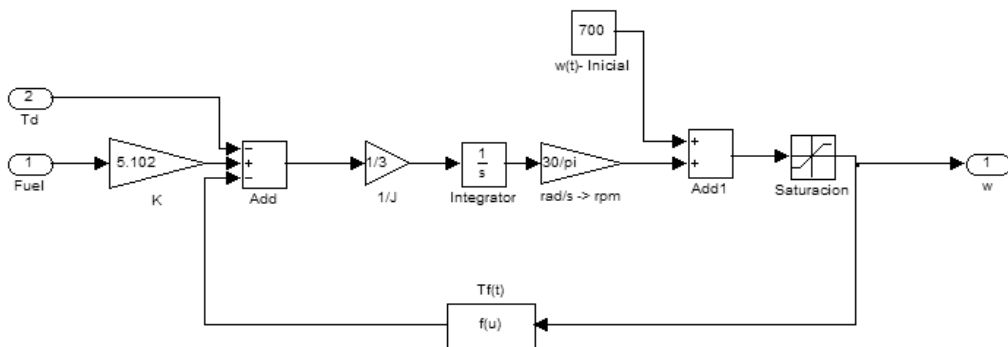 700
w(t)- Inicial
2
Td
1
Fuel
5.102
K
−
+
−
Add
1/3
1/J
1
s
Integrator
30/pi
rad/s -> rpm
+
+
Add1
Saturacion
1
w
Tf(t)
f(u)